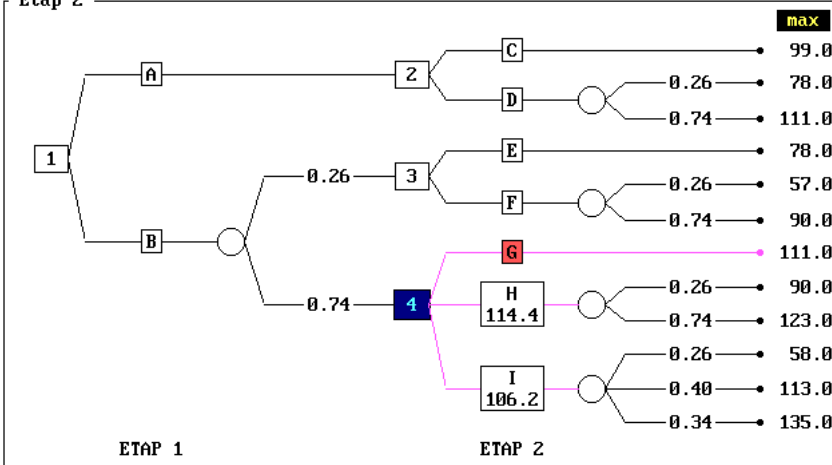 Etap 2
max
C 99.0
A 2 0.26 78.0
D
0.74 111.0
1 E 78.0
0.26 3 0.26 57.0
F
0.74 90.0
B
G 111.0
0.74 4 H 0.26 90.0
114.4
0.74 123.0
0.26 58.0
I 0.40 113.0
106.2
0.34 135.0
ETAP 1 ETAP 2